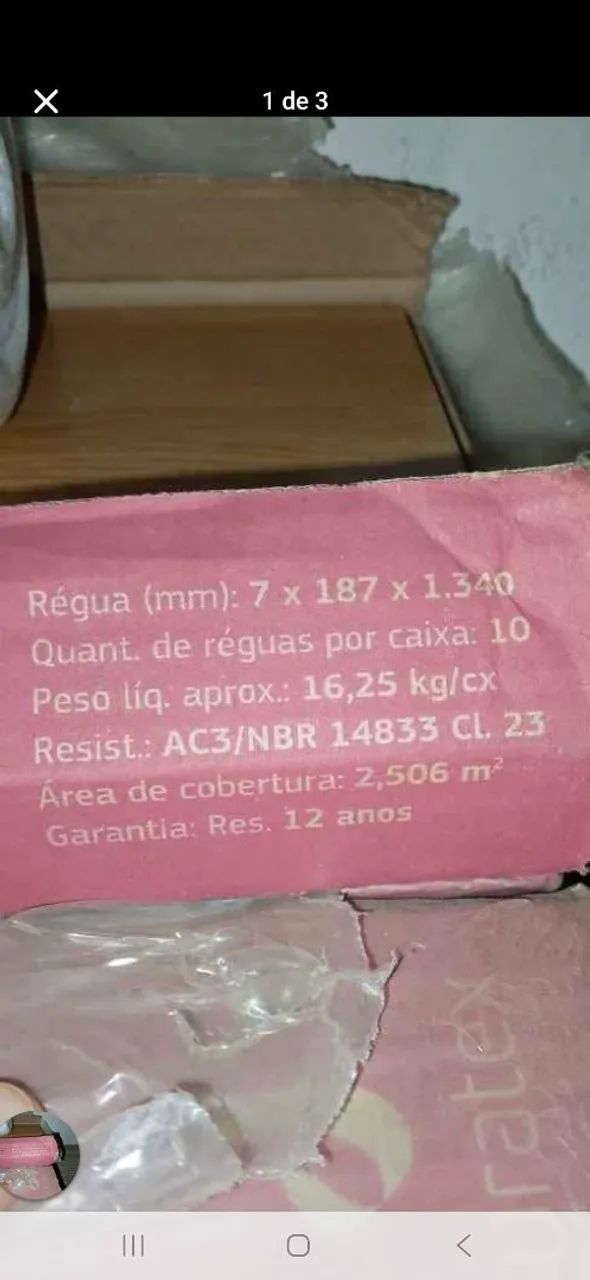 1 de 3
Régua (mm): 7 x 187 x 1.340
Quant. de réguas por caixa: 10
Peso líq. aprox.: 16,25 kg/cx
Resist.: AC3/NBR 14833 Cl. 23
Área de cobertura: 2,506 m²
Garantia: Res. 12 anos
uratex